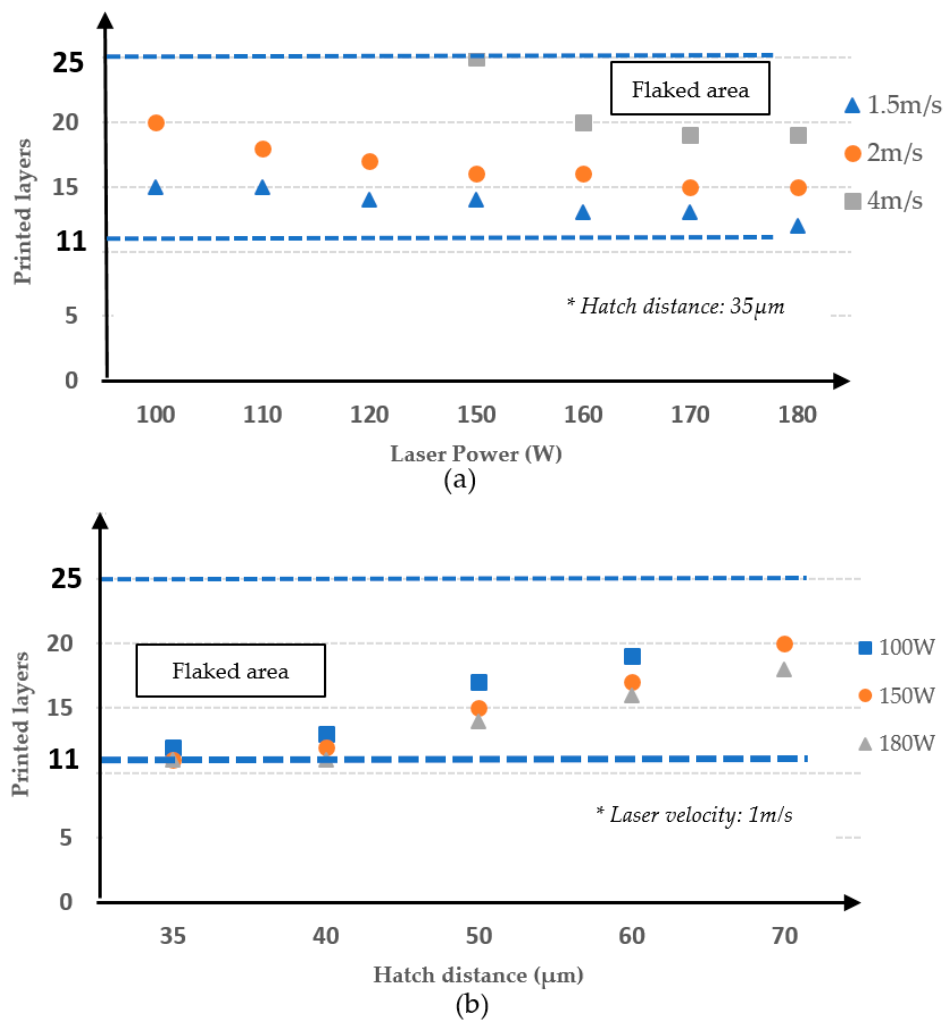 25
20
15
11
5
0
Printed layers
Flaked area
1.5m/s
2m/s
4m/s
* Hatch distance: 35µm
100 110 120 150 160 170 180
Laser Power (W)
(a)
25
20
15
11
5
0
Printed layers
Flaked area
100W
150W
180W
* Laser velocity: 1m/s
35 40 50 60 70
Hatch distance (µm)
(b)